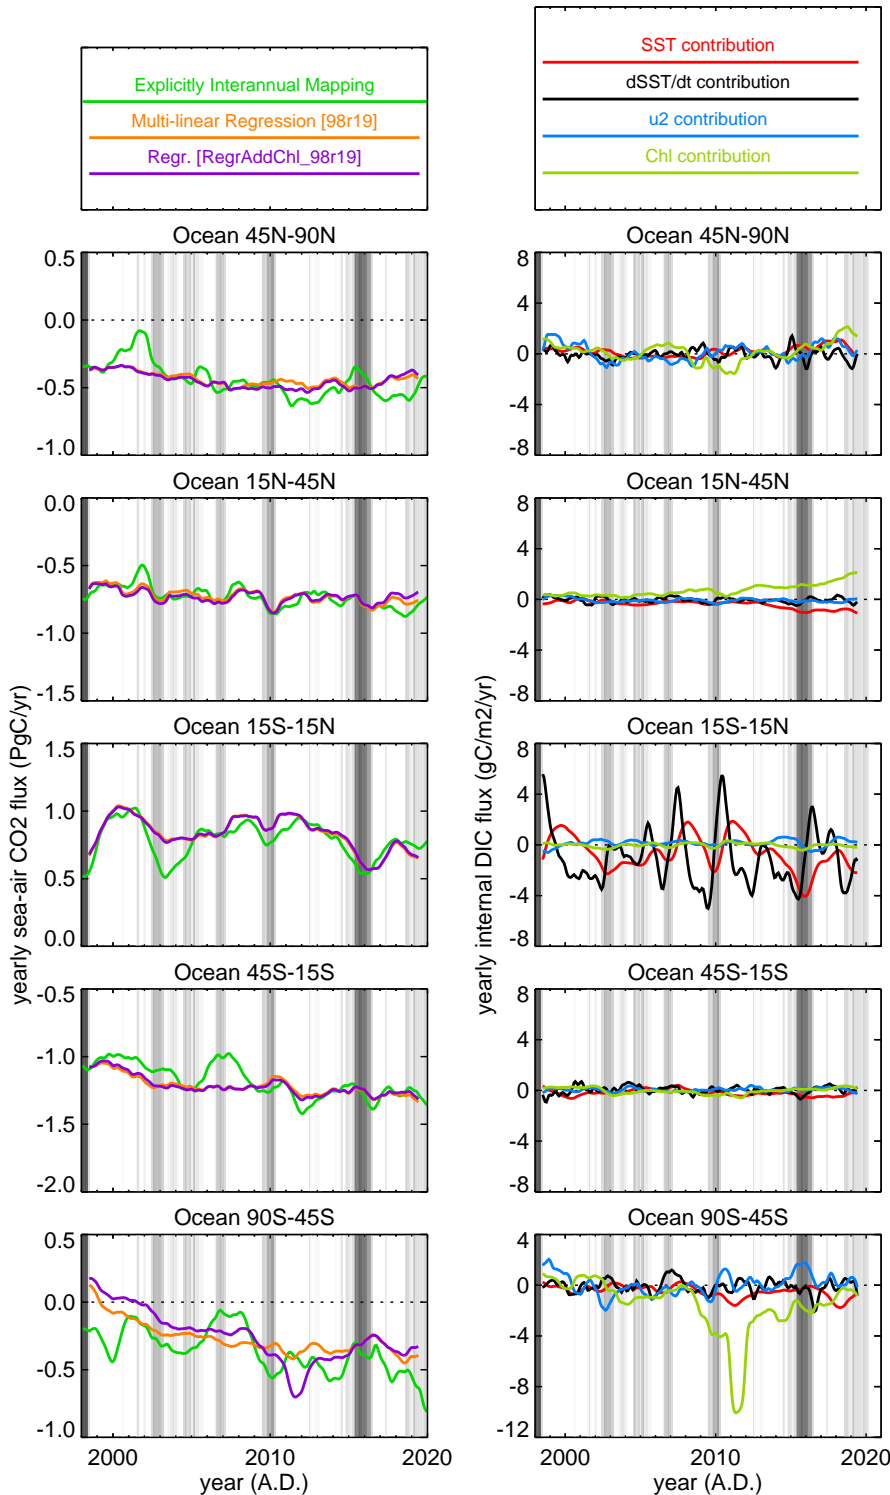 Explicitly Interannual Mapping
Multi-linear Regression [98r19]
Regr. [RegrAddChl_98r19]
SST contribution
dSST/dt contribution
u2 contribution
Chl contribution
Ocean 45N-90N
0.5
0.0
-0.5
-1.0
Ocean 45N-90N
8
4
0
-4
-8
Ocean 15N-45N
0.0
-0.5
-1.0
-1.5
Ocean 15N-45N
8
4
0
-4
-8
Ocean 15S-15N
1.5
1.0
0.5
0.0
Ocean 15S-15N
8
4
0
-4
-8
Ocean 45S-15S
-0.5
-1.0
-1.5
-2.0
Ocean 45S-15S
8
4
0
-4
-8
Ocean 90S-45S
0.5
0.0
-0.5
-1.0
Ocean 90S-45S
4
0
-4
-8
-12
yearly sea-air CO2 flux (PgC/yr)
yearly internal DIC flux (gC/m2/yr)
2000 2010 2020
year (A.D.)
2000 2010 2020
year (A.D.)